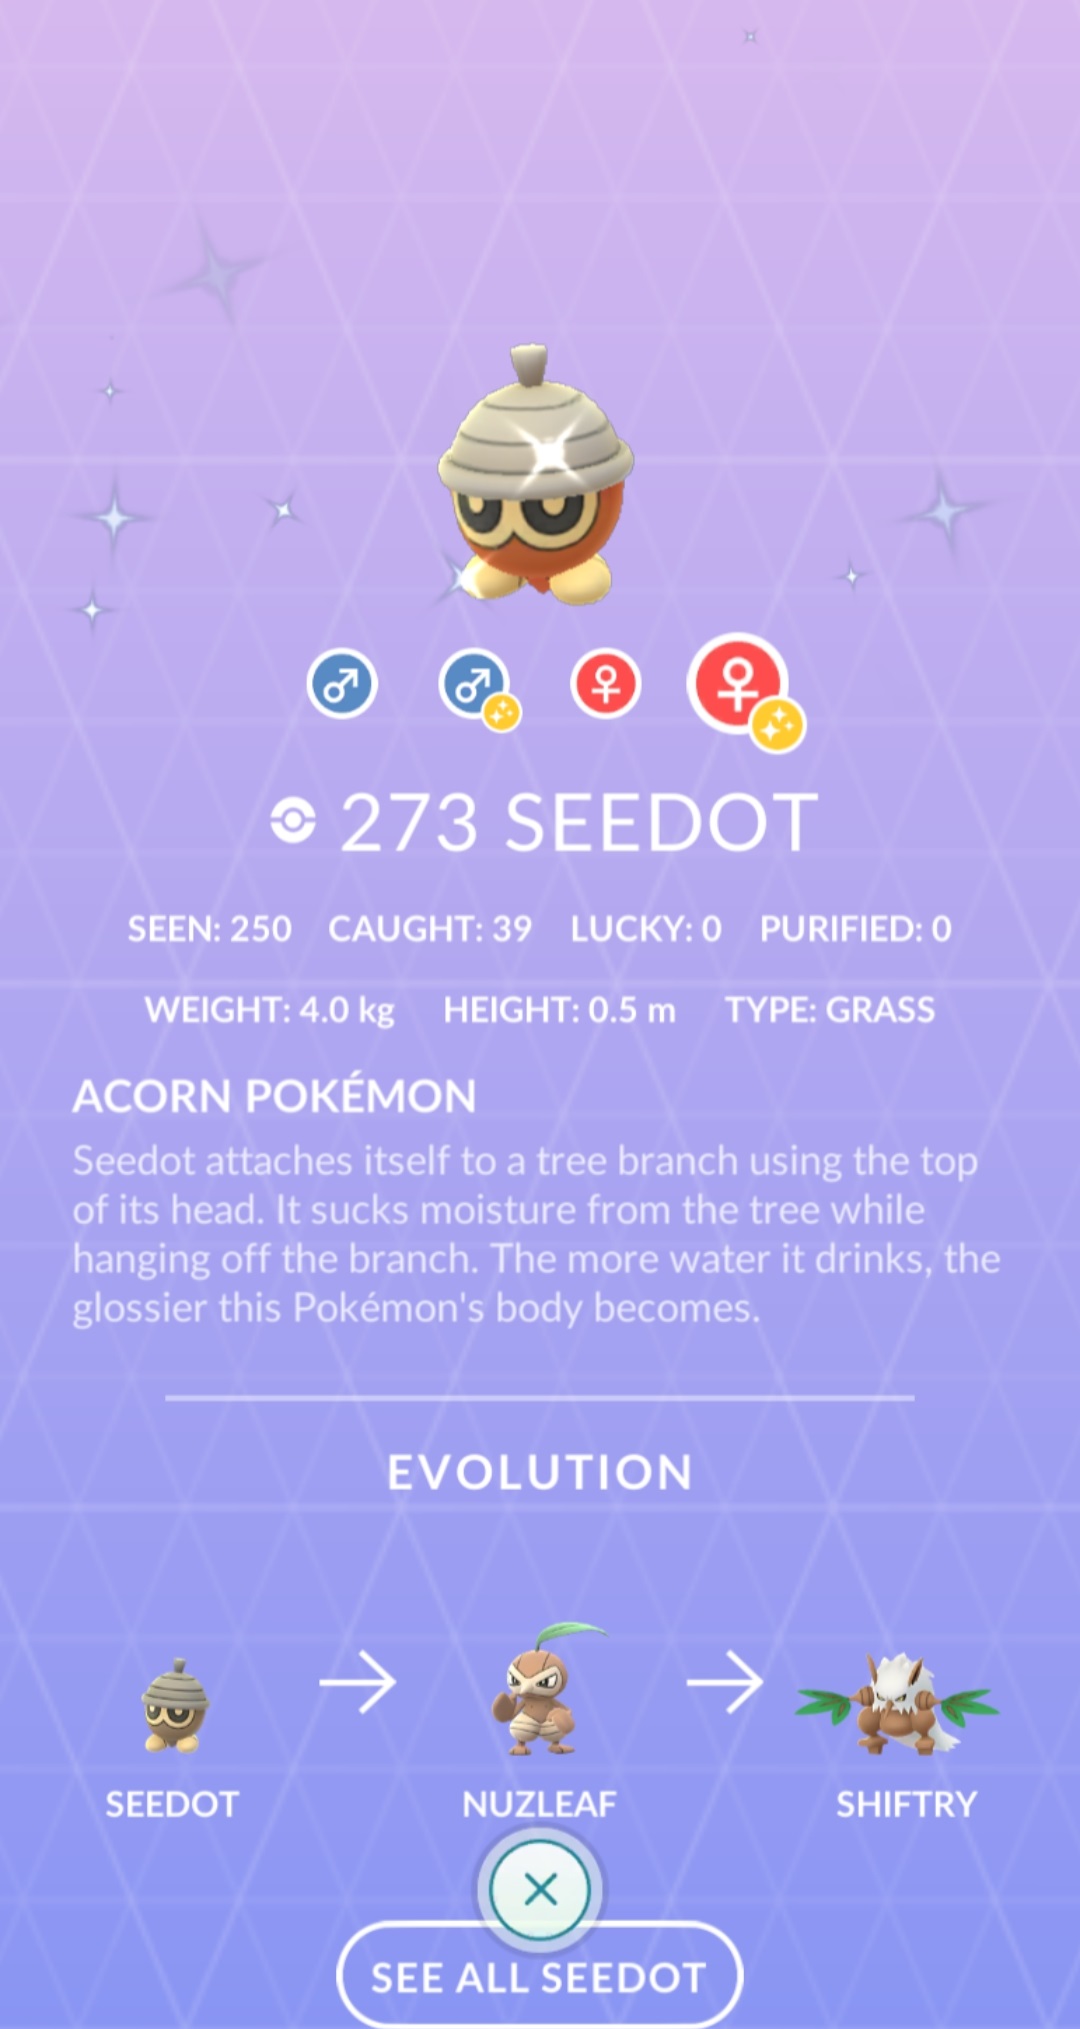 273 SEEDOT
SEEN: 250 CAUGHT: 39 LUCKY: 0 PURIFIED: 0
WEIGHT: 4.0 kg HEIGHT: 0.5 m TYPE: GRASS
ACORN POKÉMON
Seedot attaches itself to a tree branch using the top
of its head. It sucks moisture from the tree while
hanging off the branch. The more water it drinks, the
glossier this Pokémon's body becomes.
EVOLUTION
SEEDOT NUZLEAF SHIFTRY
SEE ALL SEEDOT